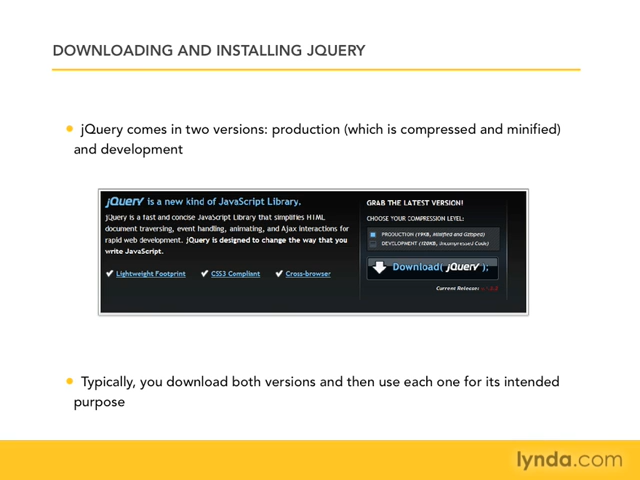 DOWNLOADING AND INSTALLING JQUERY
jQuery comes in two versions: production (which is compressed and minified)
and development
jQuery is a new kind of JavaScript Library.
jQuery is a fast and concise JavaScript Library that simplifies HTML
document traversing, event handling, animating, and Ajax interactions for
rapid web development. jQuery is designed to change the way that you
write JavaScript.
Lightweight Footprint
CSS3 Compliant
Cross-browser
GRAB THE LATEST VERSION!
CHOOSE YOUR COMPRESSION LEVEL:
PRODUCTION (19KB, Minified and Gzipped)
DEVELOPMENT (120KB, Uncompressed Code)
Download( jQuery );
Current Release:
Typically, you download both versions and then use each one for its intended
purpose
lynda.com